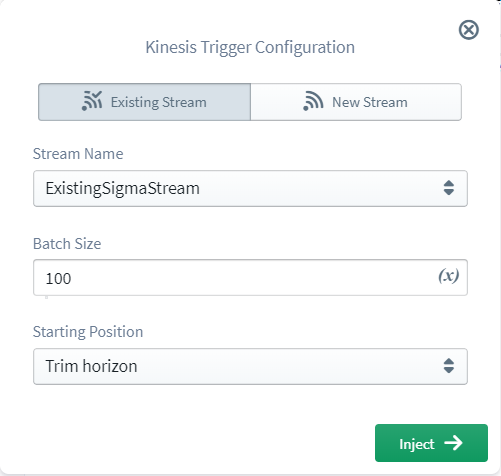 Kinesis Trigger Configuration
Existing Stream New Stream
Stream Name
ExistingSigmaStream
Batch Size
100 (x)
Starting Position
Trim horizon
Inject